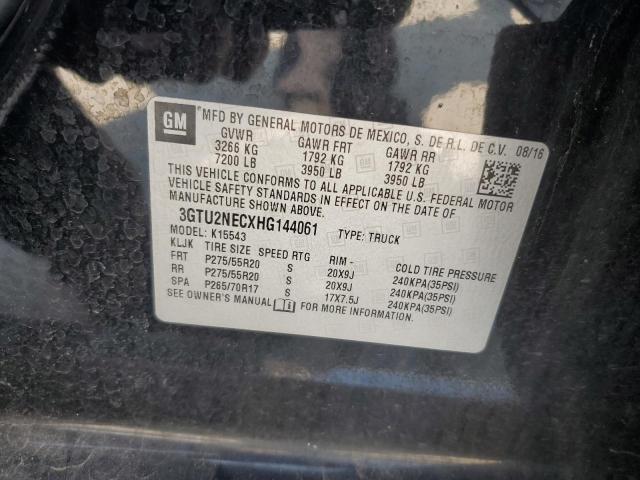 GM
MFD BY GENERAL MOTORS DE MEXICO, S. DE R.L. DE C.V. 08/16
GVWR GAWR FRT GAWR RR
3266 KG 1792 KG 1792 KG
7200 LB 3950 LB 3950 LB
THIS VEHICLE CONFORMS TO ALL APPLICABLE U.S. FEDERAL MOTOR
VEHICLE SAFETY STANDARDS IN EFFECT ON THE DATE OF
MANUFACTURE SHOWN ABOVE.
3GTU2NECXHG144061 TYPE: TRUCK
MODEL: K15543
KLJK TIRE SIZE SPEED RTG RIM - COLD TIRE PRESSURE
FRT P275/55R20 S 20X9J 240KPA(35PSI)
RR P275/55R20 S 20X9J 240KPA(35PSI)
SPA P265/70R17 S 17X7.5J 240KPA(35PSI)
SEE OWNER'S MANUAL FOR MORE INFORMATION.